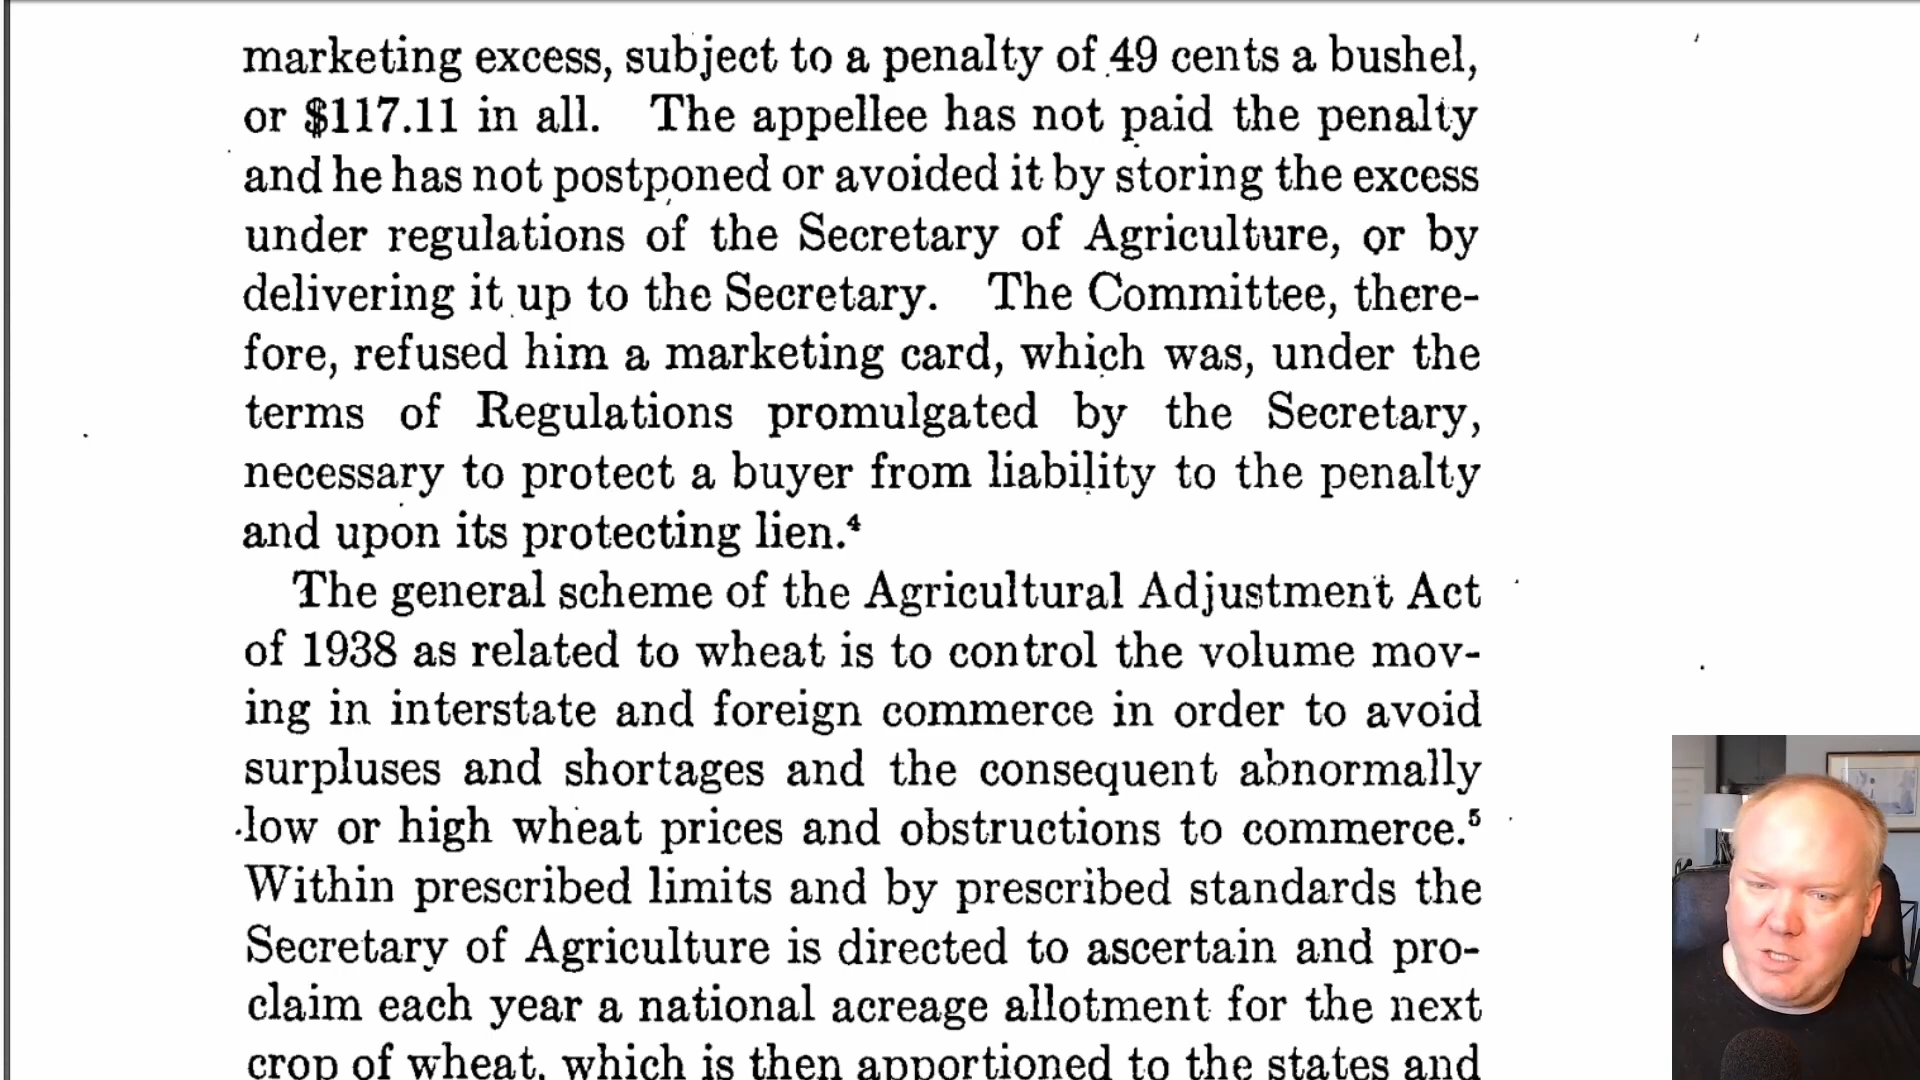 marketing excess, subject to a penalty of 49 cents a bushel,
or $117.11 in all. The appellee has not paid the penalty
and he has not postponed or avoided it by storing the excess
under regulations of the Secretary of Agriculture, or by
delivering it up to the Secretary. The Committee, there-
fore, refused him a marketing card, which was, under the
terms of Regulations promulgated by the Secretary,
necessary to protect a buyer from liability to the penalty
and upon its protecting lien.⁴
The general scheme of the Agricultural Adjustment Act
of 1938 as related to wheat is to control the volume mov-
ing in interstate and foreign commerce in order to avoid
surpluses and shortages and the consequent abnormally
low or high wheat prices and obstructions to commerce.⁵
Within prescribed limits and by prescribed standards the
Secretary of Agriculture is directed to ascertain and pro-
claim each year a national acreage allotment for the next
crop of wheat, which is then apportioned to the states and